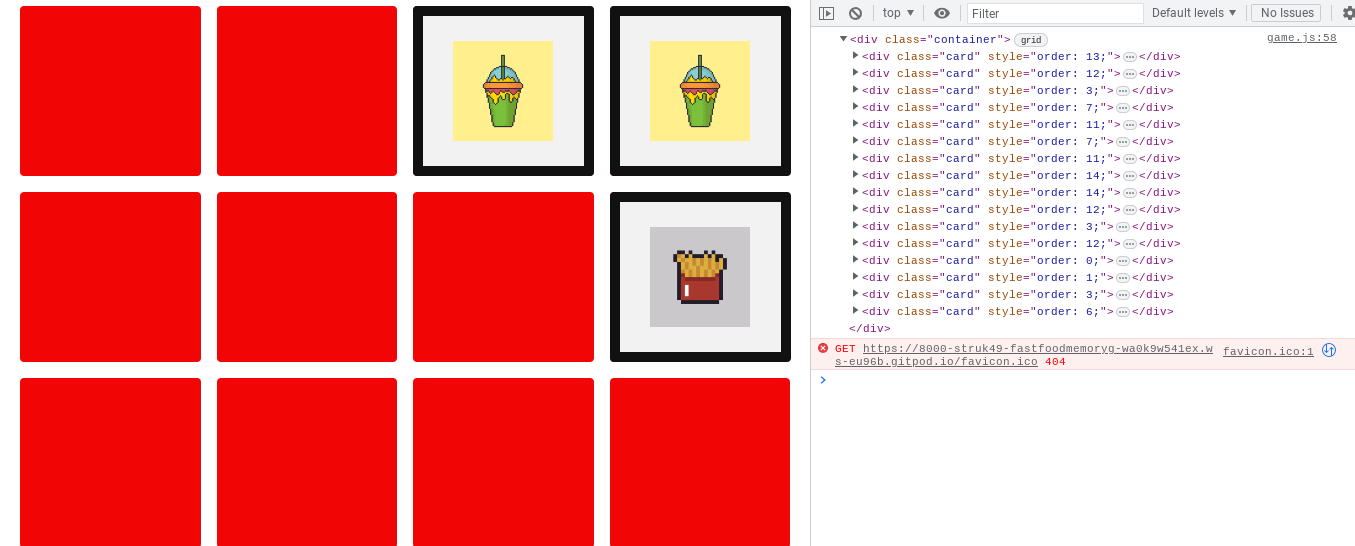 top ▼ Filter Default levels ▼ No Issues
▼<div class="container"> grid game.js:58
▶<div class="card" style="order: 13;">…</div>
▶<div class="card" style="order: 12;">…</div>
▶<div class="card" style="order: 3;">…</div>
▶<div class="card" style="order: 7;">…</div>
▶<div class="card" style="order: 11;">…</div>
▶<div class="card" style="order: 7;">…</div>
▶<div class="card" style="order: 11;">…</div>
▶<div class="card" style="order: 14;">…</div>
▶<div class="card" style="order: 14;">…</div>
▶<div class="card" style="order: 12;">…</div>
▶<div class="card" style="order: 3;">…</div>
▶<div class="card" style="order: 12;">…</div>
▶<div class="card" style="order: 0;">…</div>
▶<div class="card" style="order: 1;">…</div>
▶<div class="card" style="order: 3;">…</div>
▶<div class="card" style="order: 6;">…</div>
</div>
GET https://8000-struk49-fastfoodmemoryg-wa0k9w541ex.w favicon.ico:1
s-eu96b.gitpod.io/favicon.ico 404